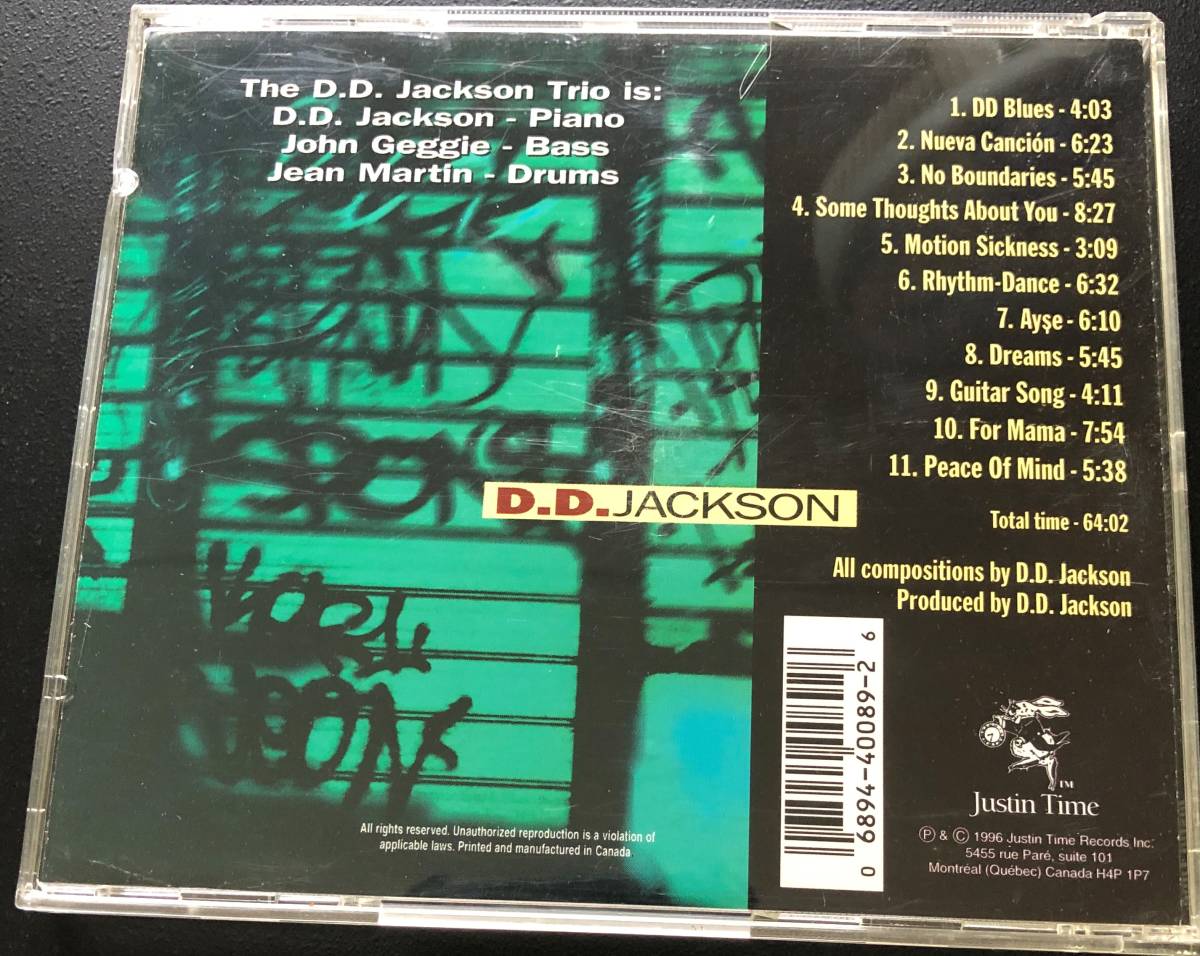 The D.D. Jackson Trio is:
D.D. Jackson - Piano
John Geggie - Bass
Jean Martin - Drums
1. DD Blues - 4:03
2. Nueva Canción - 6:23
3. No Boundaries - 5:45
4. Some Thoughts About You - 8:27
5. Motion Sickness - 3:09
6. Rhythm-Dance - 6:32
7. Ayşe - 6:10
8. Dreams - 5:45
9. Guitar Song - 4:11
10. For Mama - 7:54
11. Peace Of Mind - 5:38
Total time - 64:02
D.D.JACKSON
All compositions by D.D. Jackson
Produced by D.D. Jackson
0 6894-40089-2 6
TM
Justin Time
Ⓟ & © 1996 Justin Time Records Inc.
5455 rue Paré, suite 101
Montréal (Québec) Canada H4P 1P7
All rights reserved. Unauthorized reproduction is a violation of
applicable laws. Printed and manufactured in Canada.